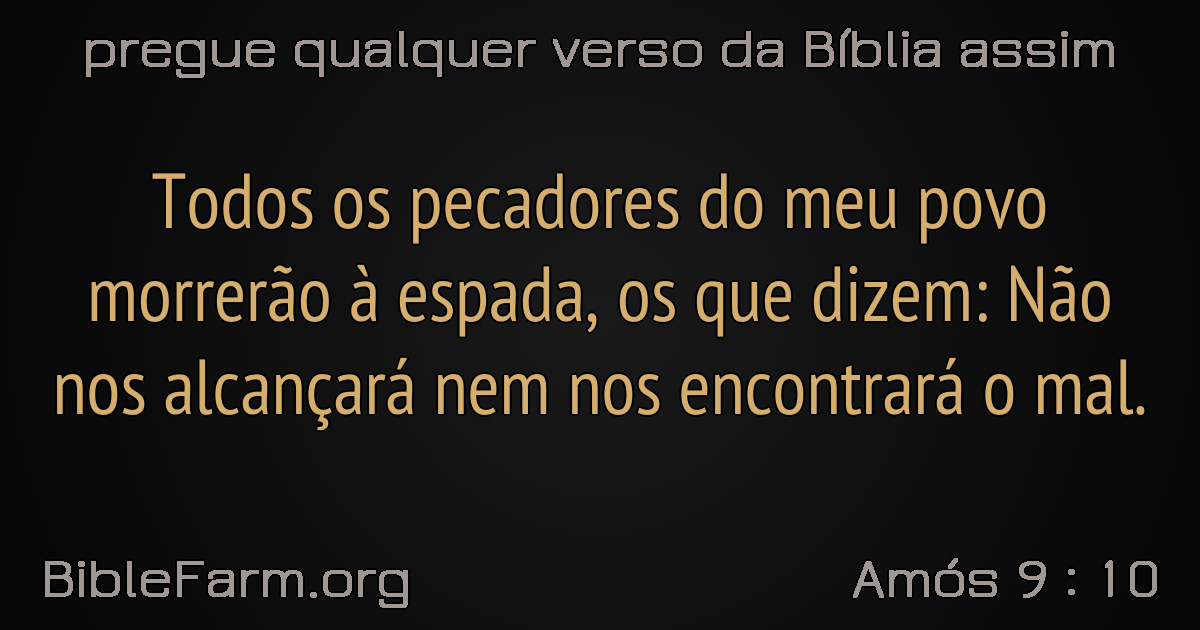 pregue qualquer verso da Bíblia assim
Todos os pecadores do meu povo
morrerão à espada, os que dizem: Não
nos alcançará nem nos encontrará o mal.
BibleFarm.org
Amós 9 : 10